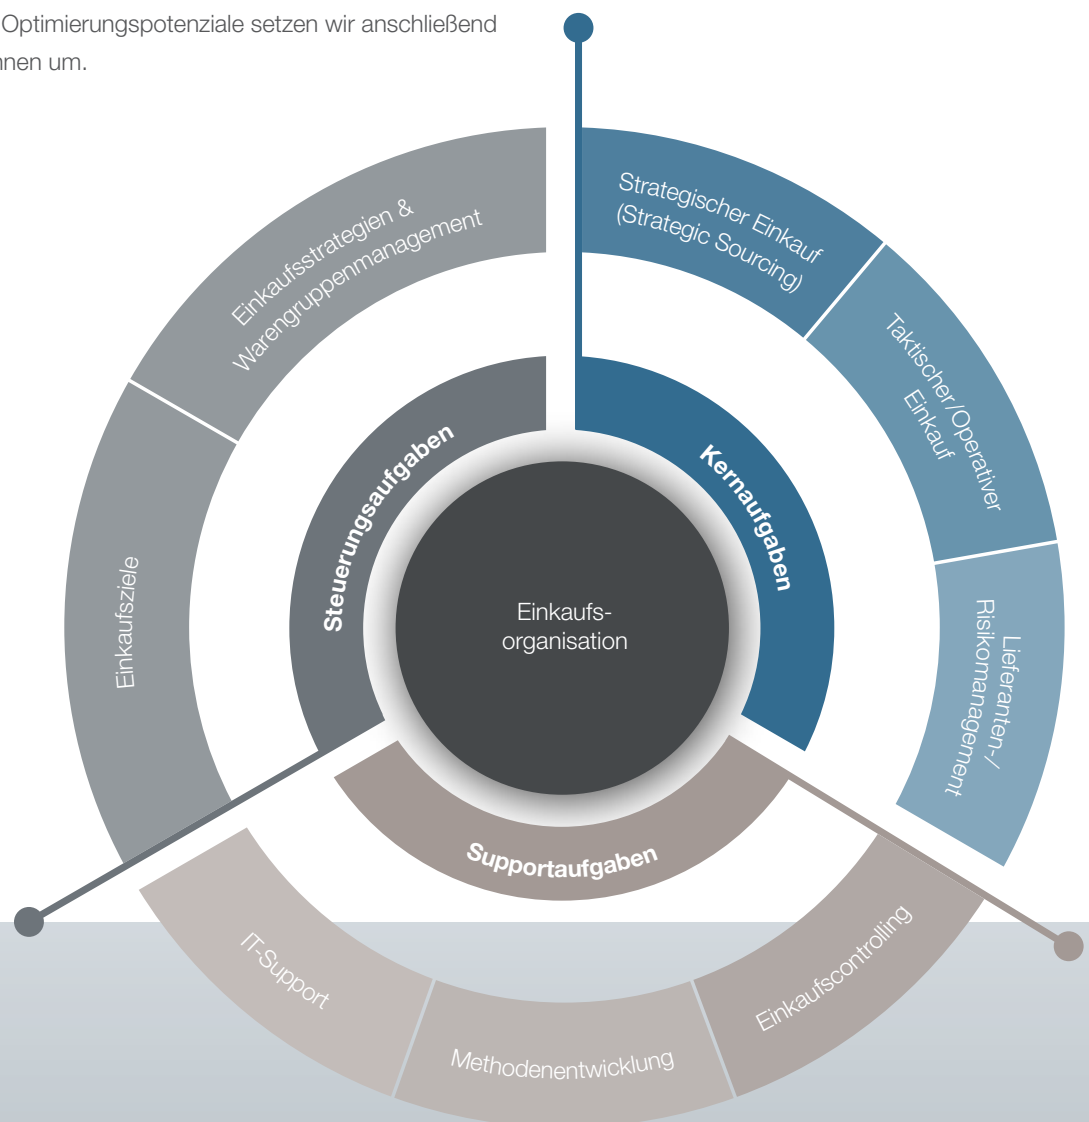 Optimierungspotenziale setzen wir anschließend
um.
Strategischer Einkauf
(Strategic Sourcing)
Taktischer/Operativer
Einkauf
Lieferanten-/
Risikomanagement
Kernaufgaben
Einkaufsstrategien &
Warengruppenmanagement
Einkaufsziele
Steuerungsaufgaben
Einkaufs-
organisation
Supportaufgaben
IT-Support
Methodenentwicklung
Einkaufscontrolling